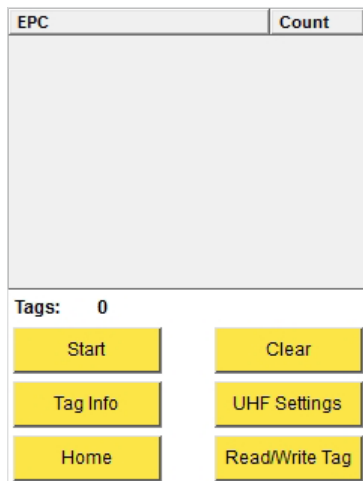 EPC Count
Tags: 0
Start Clear
Tag Info UHF Settings
Home Read/Write Tag